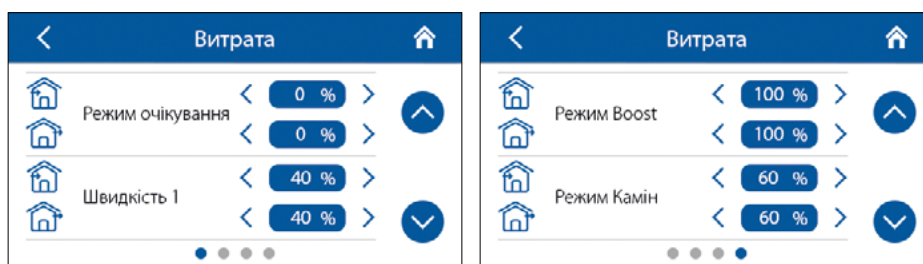 Витрата
0 %
Режим очікування
0 %
40 %
Швидкість 1
40 %
Витрата
100 %
Режим Boost
100 %
60 %
Режим Камін
60 %